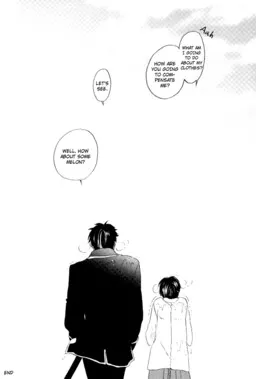 Ahh
WHAT AM
I GOING
TO DO
ABOUT MY
CLOTHES?
HOW ARE
YOU GOING
TO COM-
PENSATE
ME?
LET'S
SEE.
WELL, HOW
ABOUT SOME
MELON?
END